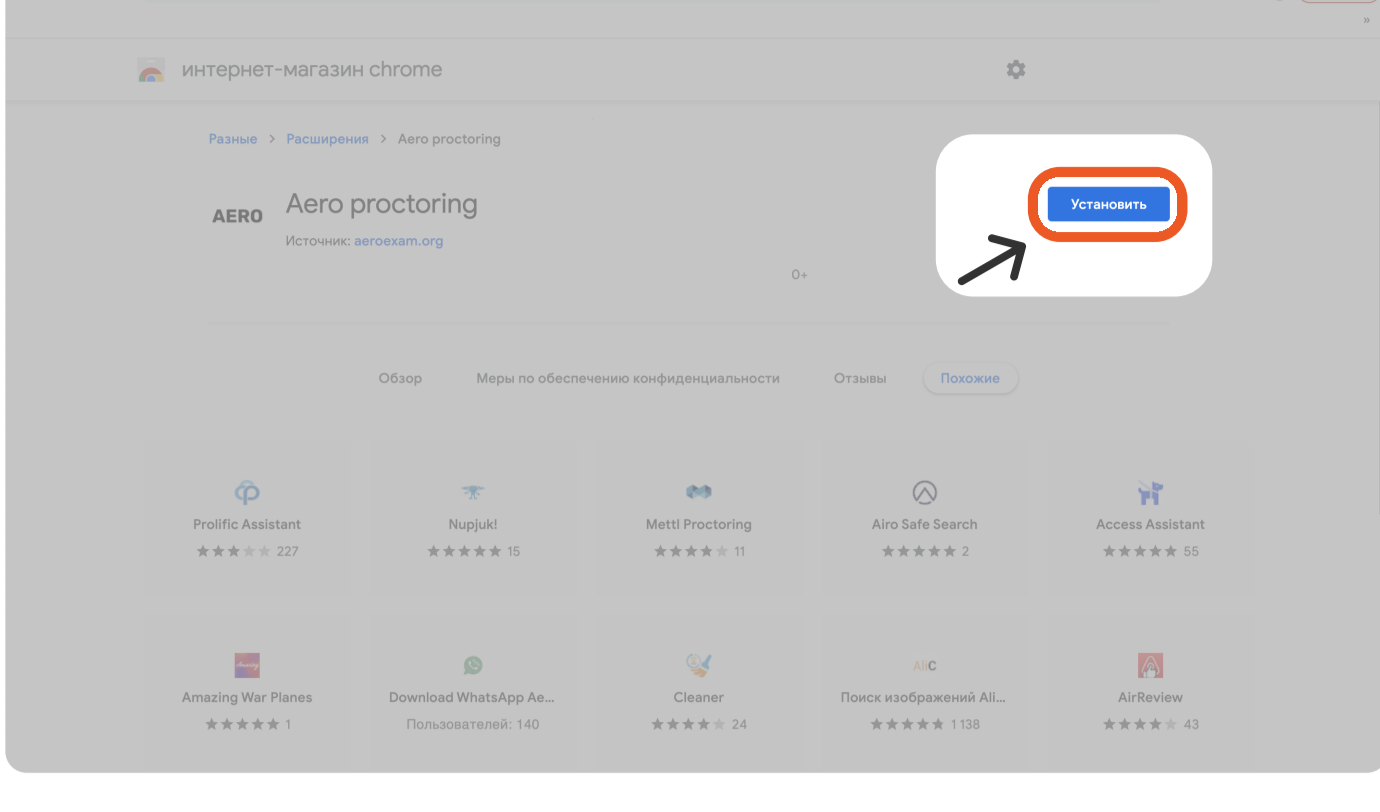 »
интернет-магазин chrome
Разные > Расширения > Aero proctoring
AERO
Aero proctoring
Источник: aeroexam.org
0+
Установить
Обзор
Меры по обеспечению конфиденциальности
Отзывы
Похожие
Prolific Assistant
227
Nupjuk!
15
Mettl Proctoring
11
Airo Safe Search
2
Access Assistant
55
Amazing
Amazing War Planes
1
Download WhatsApp Ae...
Пользователей: 140
Cleaner
24
AliC
Поиск изображений Ali...
1 138
AirReview
43